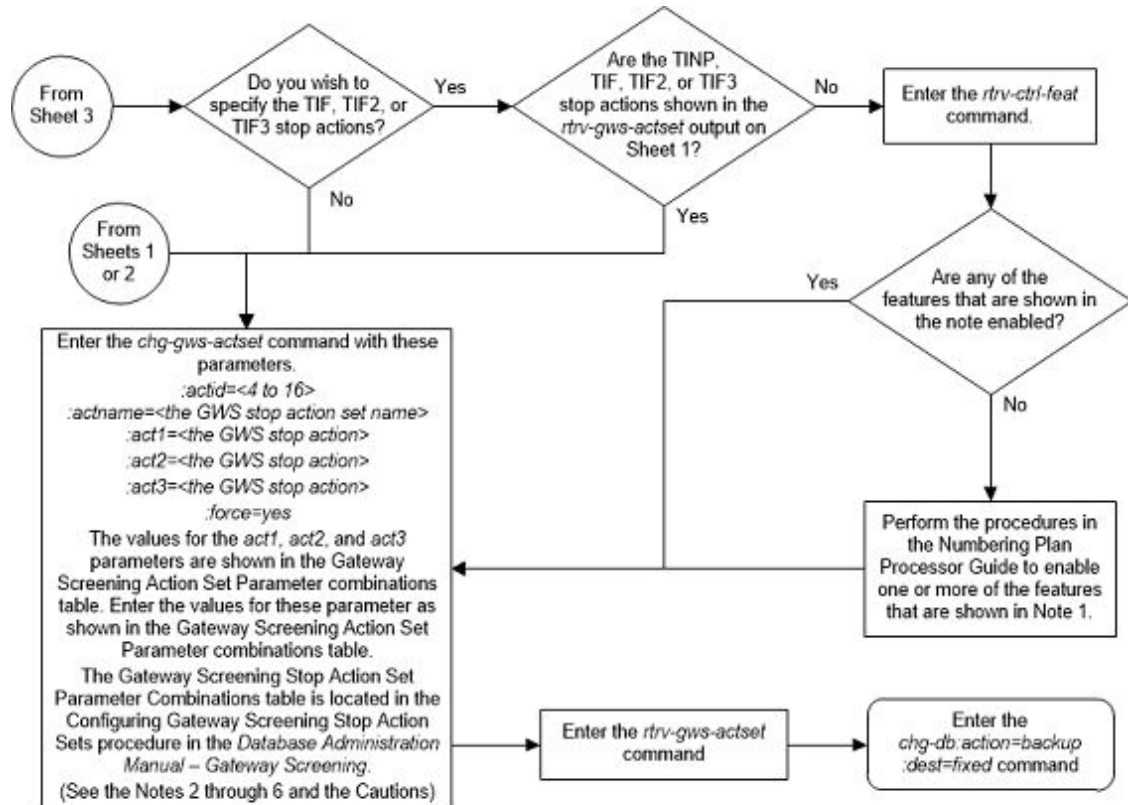 From
Sheet 3
Do you wish to
specify the TIF, TIF2, or
TIF3 stop actions?
Yes
Are the TINP,
TIF, TIF2, or TIF3
stop actions shown in the
rtrv-gws-actset output on
Sheet 1?
No
Enter the rtrv-ctrl-feat
command.
No
Yes
From
Sheets 1
or 2
Are any of the
features that are shown in
the note enabled?
Yes
No
Enter the chg-gws-actset command with these
parameters.
:actid=<4 to 16>
:actname=<the GWS stop action set name>
:act1=<the GWS stop action>
:act2=<the GWS stop action>
:act3=<the GWS stop action>
:force=yes
The values for the act1, act2, and act3
parameters are shown in the Gateway
Screening Action Set Parameter combinations
table. Enter the values for these parameter as
shown in the Gateway Screening Action Set
Parameter combinations table.
The Gateway Screening Stop Action Set
Parameter Combinations table is located in the
Configuring Gateway Screening Stop Action
Sets procedure in the Database Administration
Manual – Gateway Screening.
(See the Notes 2 through 6 and the Cautions)
Perform the procedures in
the Numbering Plan
Processor Guide to enable
one or more of the features
that are shown in Note 1.
Enter the rtrv-gws-actset
command
Enter the
chg-db:action=backup
:dest=fixed command